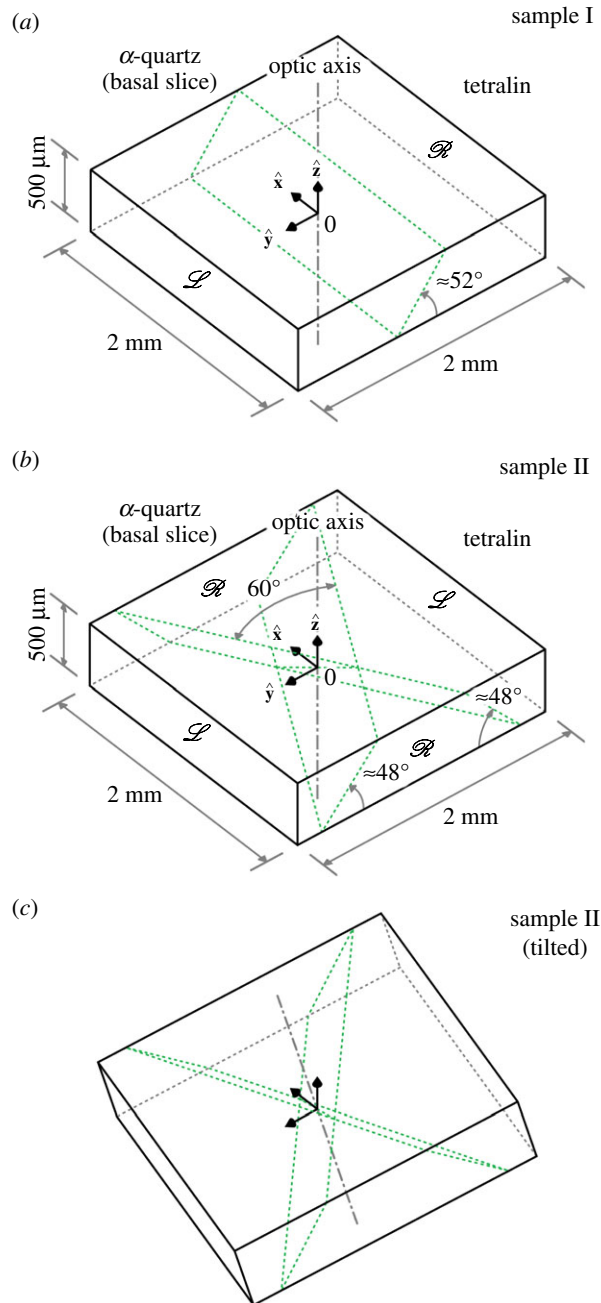 (a)
sample I
α-quartz
(basal slice)
optic axis
tetralin
ℛ
500 µm
x̂
ẑ
ŷ
0
ℒ
≈52°
2 mm
2 mm
(b)
sample II
α-quartz
(basal slice)
optic axis
tetralin
ℛ
60°
ℒ
500 µm
x̂
ẑ
ŷ
0
≈48°
ℒ
ℛ
≈48°
2 mm
2 mm
(c)
sample II
(tilted)